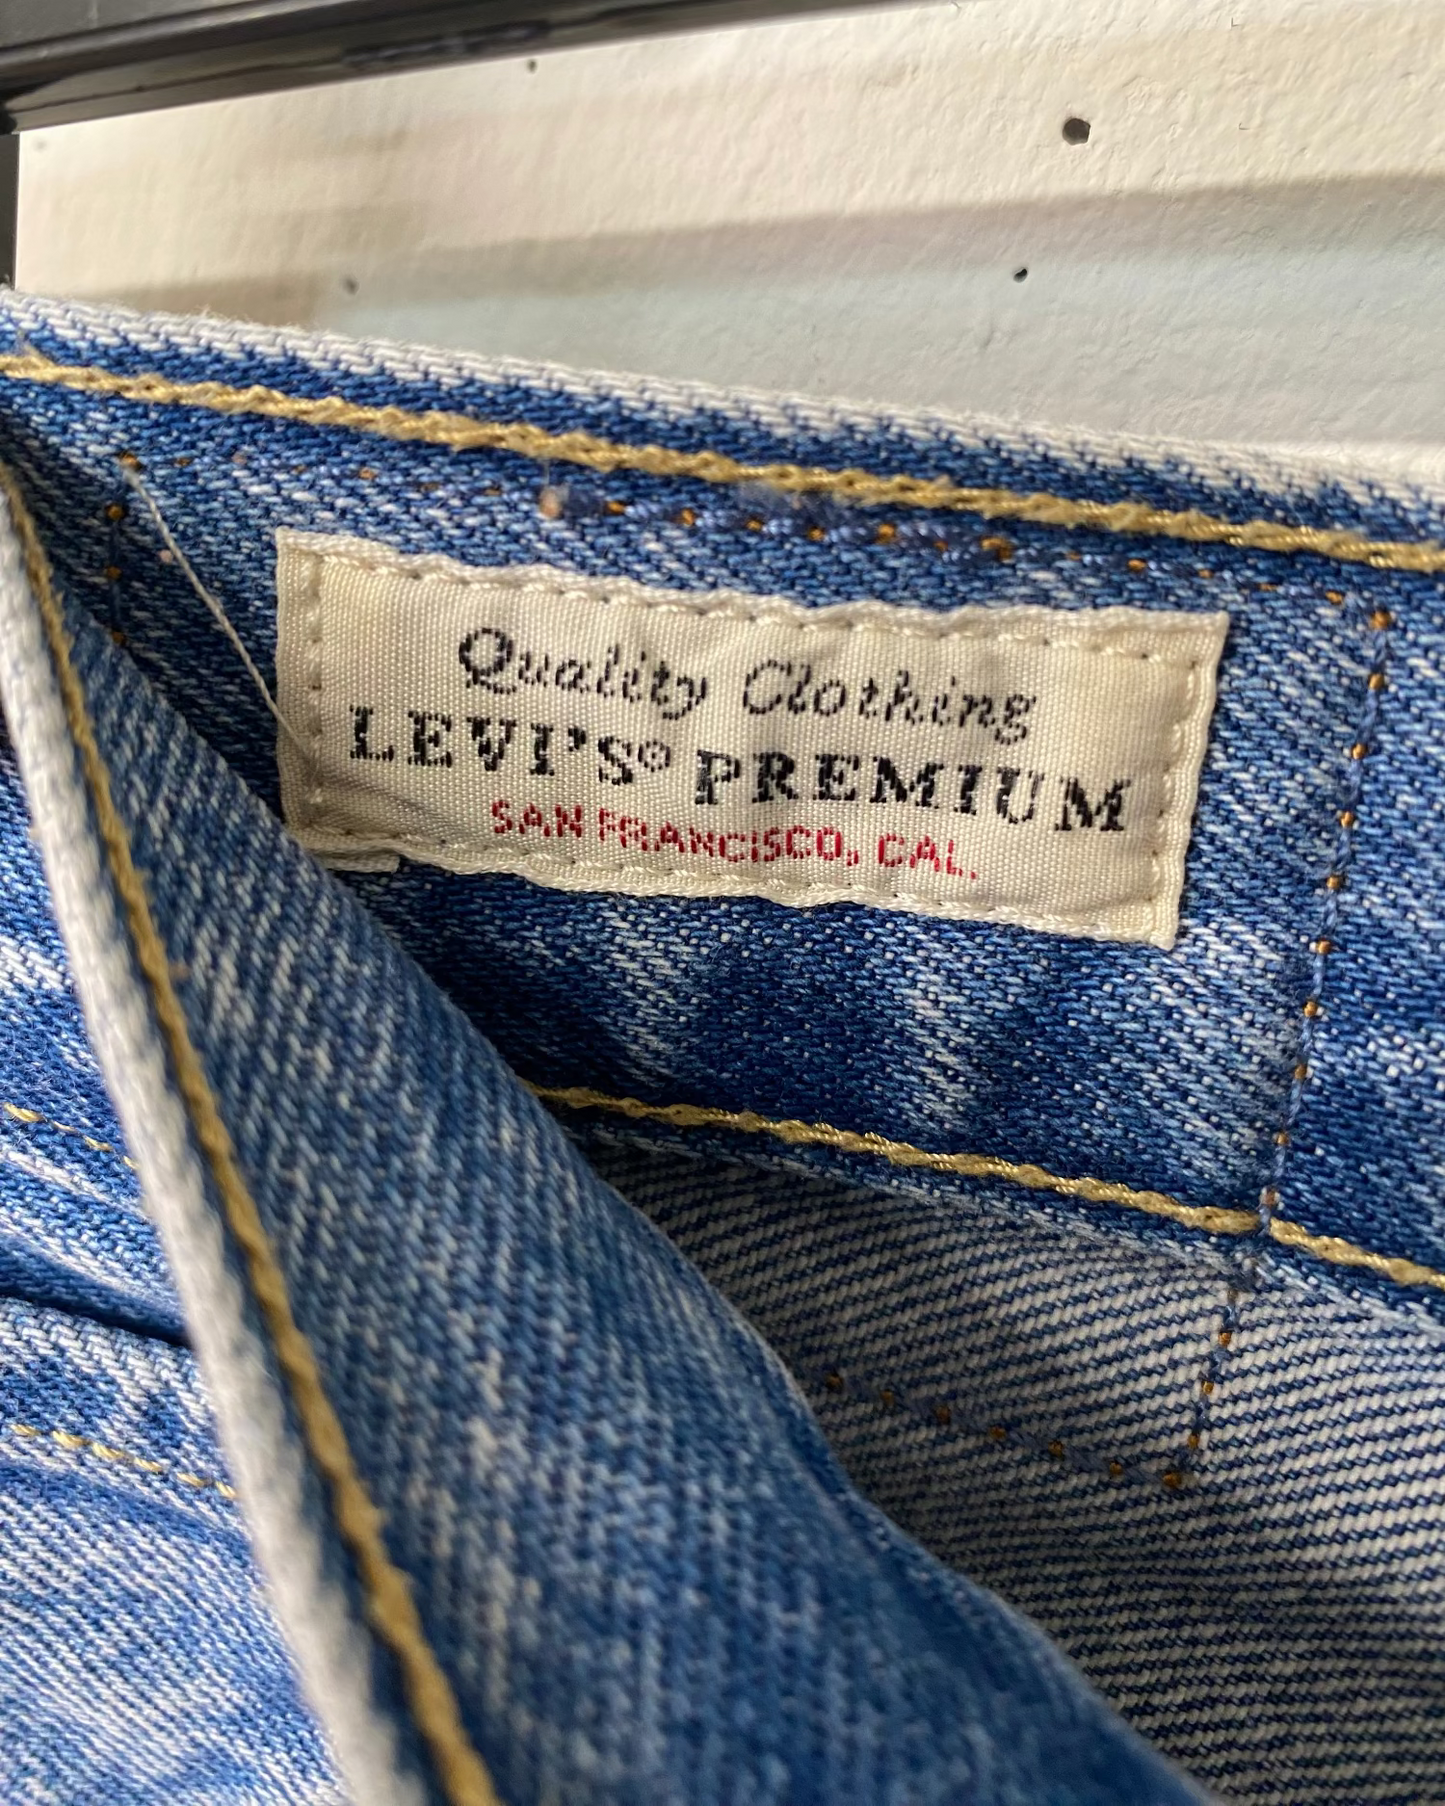 Quality Clothing
LEVI'S® PREMIUM
SAN FRANCISCO, CAL.